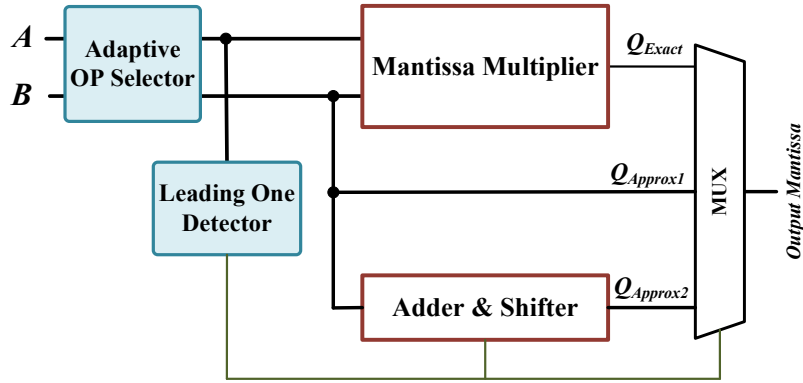 A
B
Adaptive
OP Selector
Mantissa Multiplier
Q_Exact
Leading One
Detector
Q_Approx1
MUX
Output Mantissa
Adder & Shifter
Q_Approx2